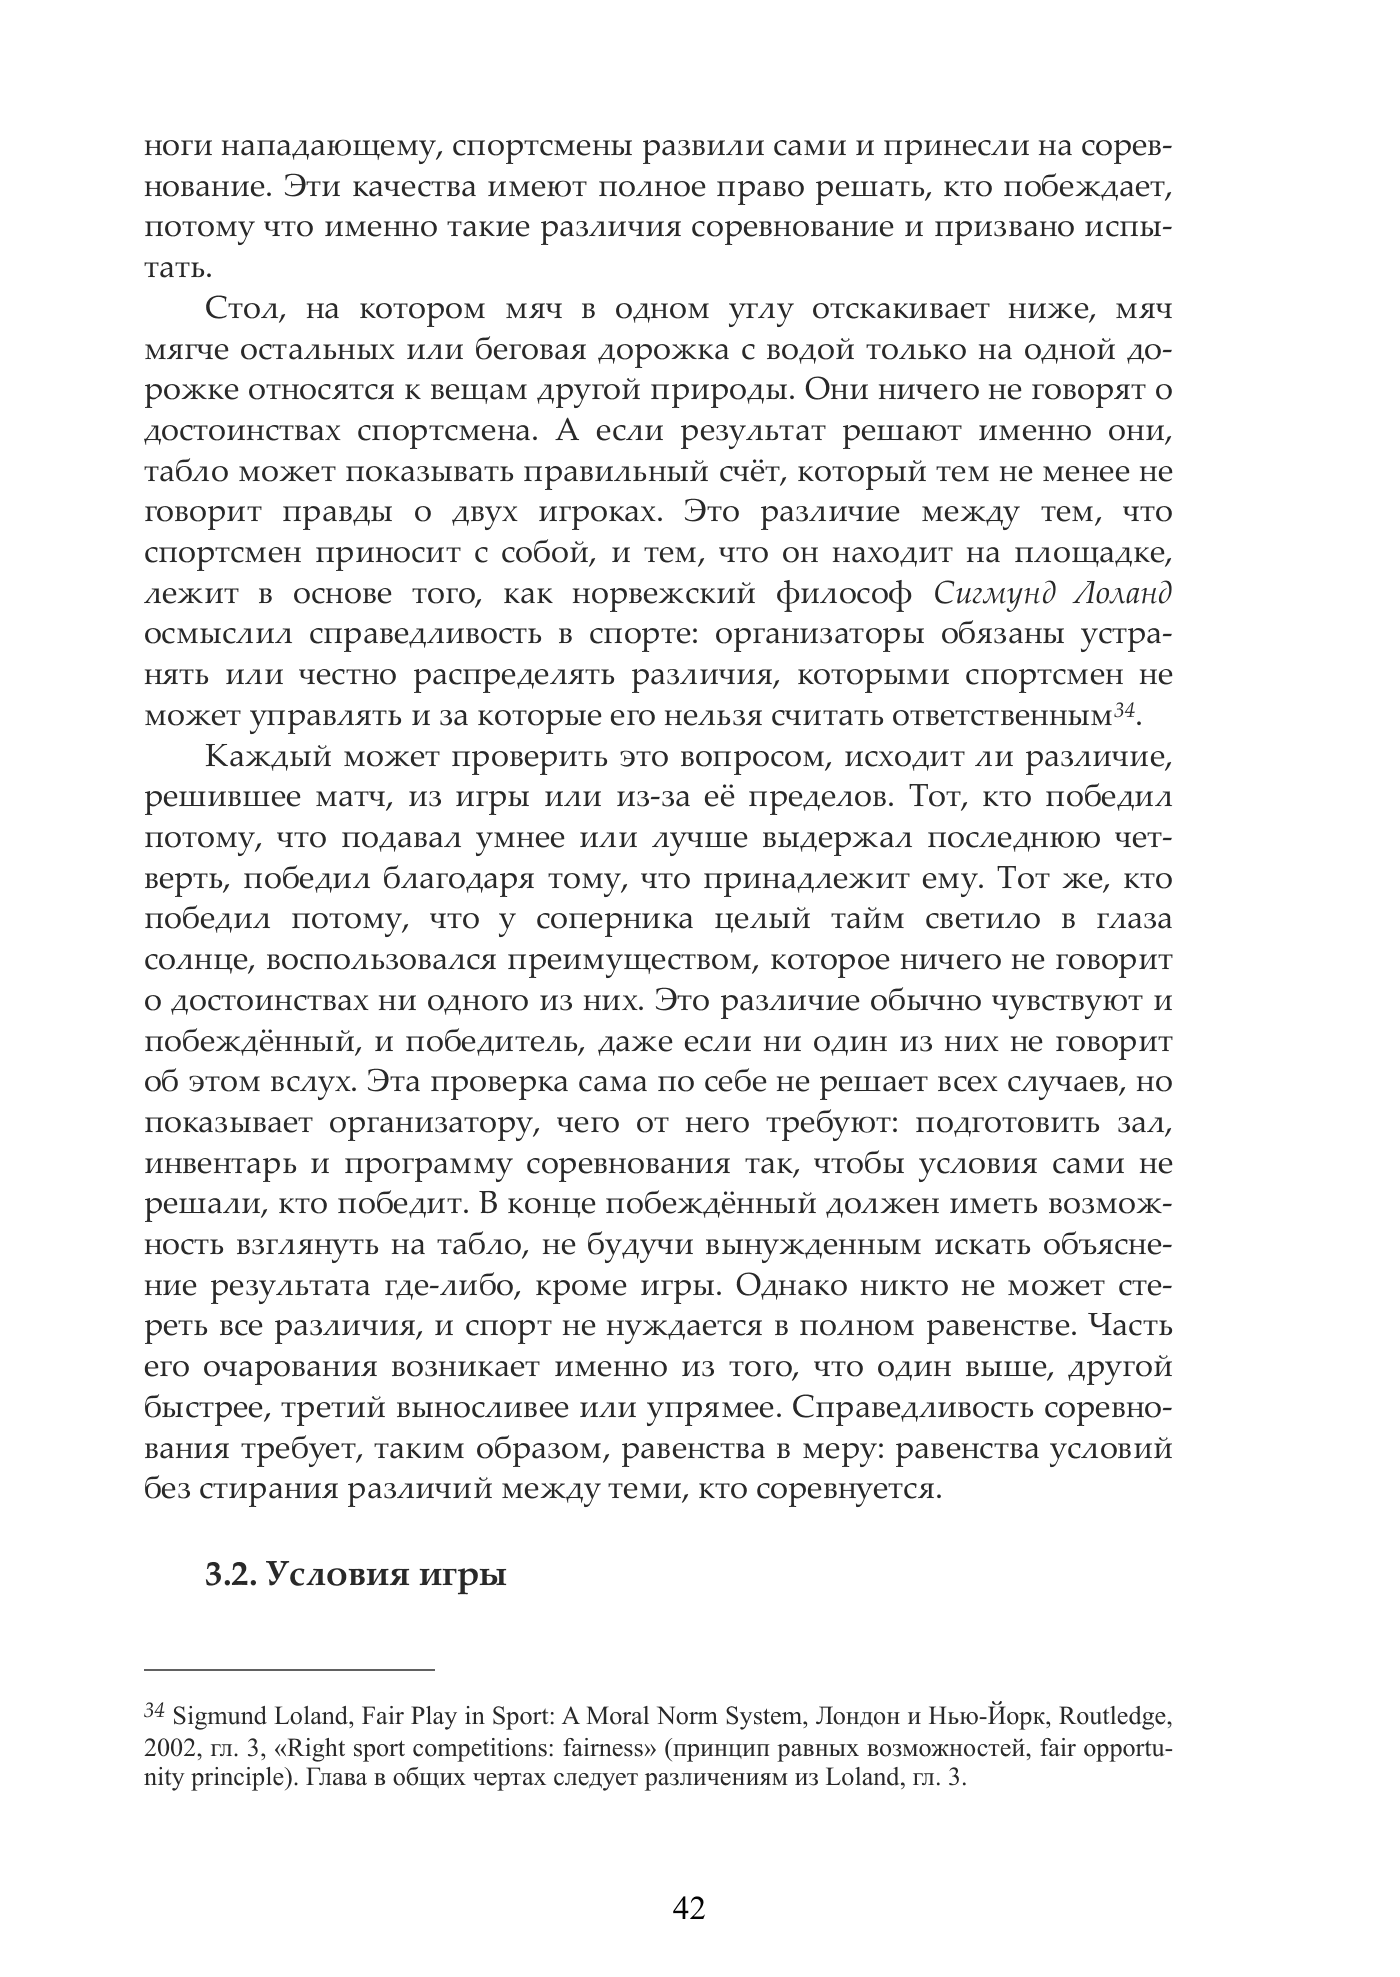 ноги нападающему, спортсмены развили сами и принесли на сорев-
нование. Эти качества имеют полное право решать, кто побеждает,
потому что именно такие различия соревнование и призвано испы-
тать.
Стол, на котором мяч в одном углу отскакивает ниже, мяч
мягче остальных или беговая дорожка с водой только на одной до-
рожке относятся к вещам другой природы. Они ничего не говорят о
достоинствах спортсмена. А если результат решают именно они,
табло может показывать правильный счёт, который тем не менее не
говорит правды о двух игроках. Это различие между тем, что
спортсмен приносит с собой, и тем, что он находит на площадке,
лежит в основе того, как норвежский философ Сигмунд Лоланд
осмыслил справедливость в спорте: организаторы обязаны устра-
нять или честно распределять различия, которыми спортсмен не
может управлять и за которые его нельзя считать ответственным34.
Каждый может проверить это вопросом, исходит ли различие,
решившее матч, из игры или из-за её пределов. Тот, кто победил
потому, что подавал умнее или лучше выдержал последнюю чет-
верть, победил благодаря тому, что принадлежит ему. Тот же, кто
победил потому, что у соперника целый тайм светило в глаза
солнце, воспользовался преимуществом, которое ничего не говорит
о достоинствах ни одного из них. Это различие обычно чувствуют и
побеждённый, и победитель, даже если ни один из них не говорит
об этом вслух. Эта проверка сама по себе не решает всех случаев, но
показывает организатору, чего от него требуют: подготовить зал,
инвентарь и программу соревнования так, чтобы условия сами не
решали, кто победит. В конце побеждённый должен иметь возмож-
ность взглянуть на табло, не будучи вынужденным искать объясне-
ние результата где-либо, кроме игры. Однако никто не может сте-
реть все различия, и спорт не нуждается в полном равенстве. Часть
его очарования возникает именно из того, что один выше, другой
быстрее, третий выносливее или упрямее. Справедливость соревно-
вания требует, таким образом, равенства в меру: равенства условий
без стирания различий между теми, кто соревнуется.
3.2. Условия игры
34 Sigmund Loland, Fair Play in Sport: A Moral Norm System, Лондон и Нью-Йорк, Routledge,
2002, гл. 3, «Right sport competitions: fairness» (принцип равных возможностей, fair opportu-
nity principle). Глава в общих чертах следует различениям из Loland, гл. 3.
42